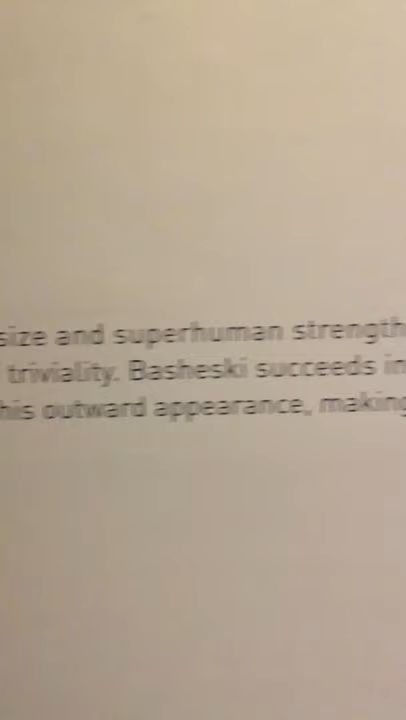 size and superhuman strength
triviality. Basheski succeeds in
his outward appearance, making